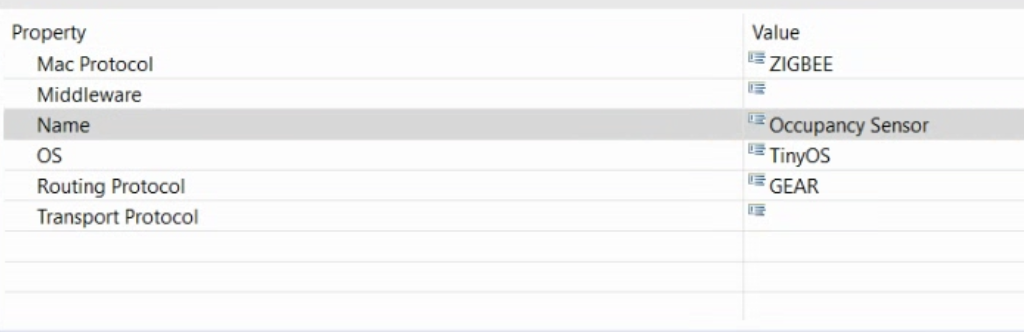 Property Value
Mac Protocol ZIGBEE
Middleware
Name Occupancy Sensor
OS TinyOS
Routing Protocol GEAR
Transport Protocol